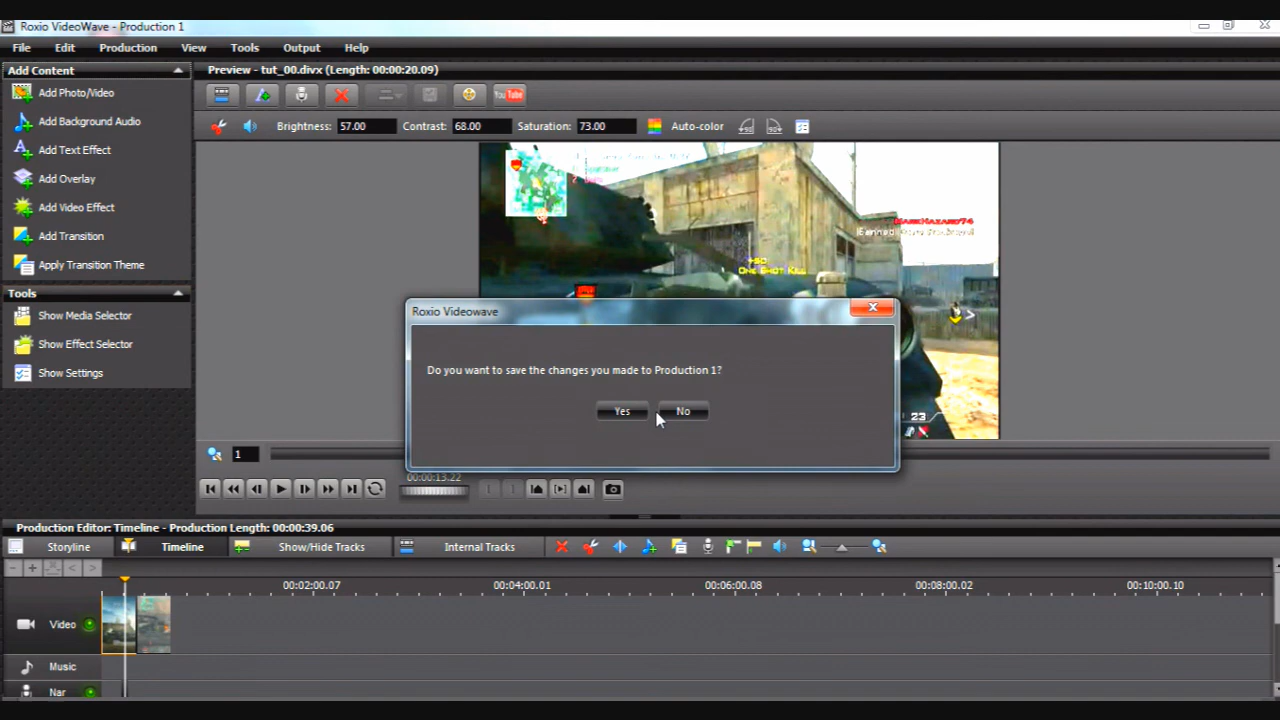 Roxio VideoWave - Production 1
File Edit Production View Tools Output Help
Add Content
Preview - tut_00.divx (Length: 00:00:20.09)
Add Photo/Video
You Tube
Add Background Audio
Brightness: 57.00 Contrast: 68.00 Saturation: 73.00 Auto-color
Add Text Effect
Add Overlay
Add Video Effect
Add Transition
Apply Transition Theme
+50
One Shot Kill
Tools
Show Media Selector
Show Effect Selector
Show Settings
Roxio Videowave
Do you want to save the changes you made to Production 1?
Yes No
23
1
00:00:13.22
Production Editor: Timeline - Production Length: 00:00:39.06
Storyline Timeline Show/Hide Tracks Internal Tracks
00:02:00.07 00:04:00.01 00:06:00.08 00:08:00.02 00:10:00.10
Video
Music
Nar